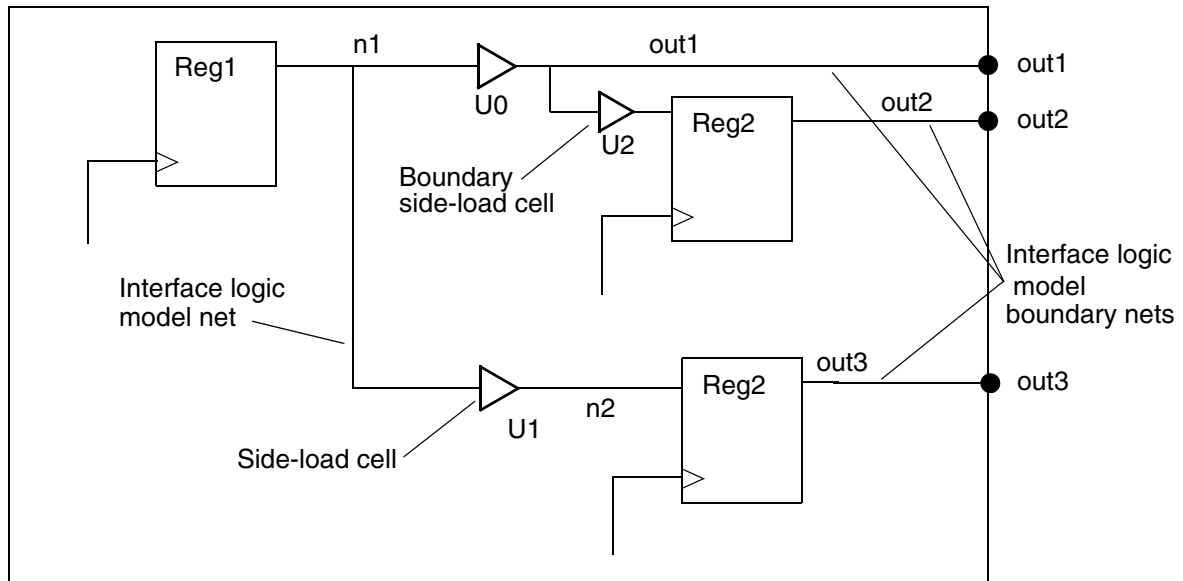 n1
out1
out1
Reg1
U0
out2
out2
Reg2
U2
Boundary
side-load cell
Interface logic
model
boundary nets
Interface logic
model net
out3
out3
Reg2
n2
U1
Side-load cell